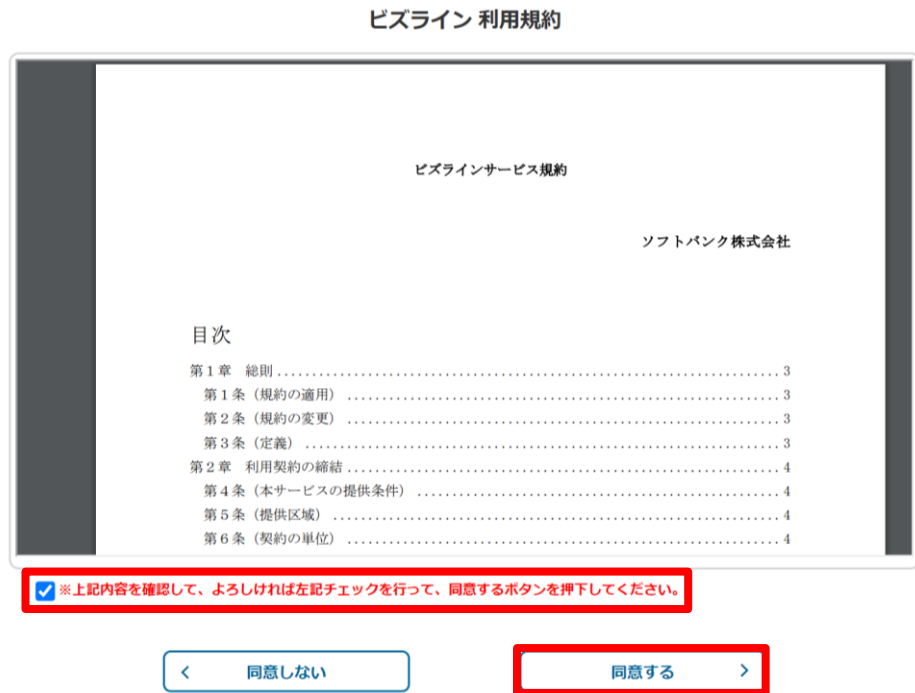 ビズライン 利用規約
ビズラインサービス規約
ソフトバンク株式会社
目次
第1章　総則 ........................................................................ 3
第1条（規約の適用） .............................................................. 3
第2条（規約の変更） .............................................................. 3
第3条（定義） .................................................................... 3
第2章　利用契約の締結 .............................................................. 4
第4条（本サービスの提供条件） .................................................... 4
第5条（提供区域） ................................................................ 4
第6条（契約の単位） .............................................................. 4
※上記内容を確認して、よろしければ左記チェックを行って、同意するボタンを押下してください。
同意しない
同意する